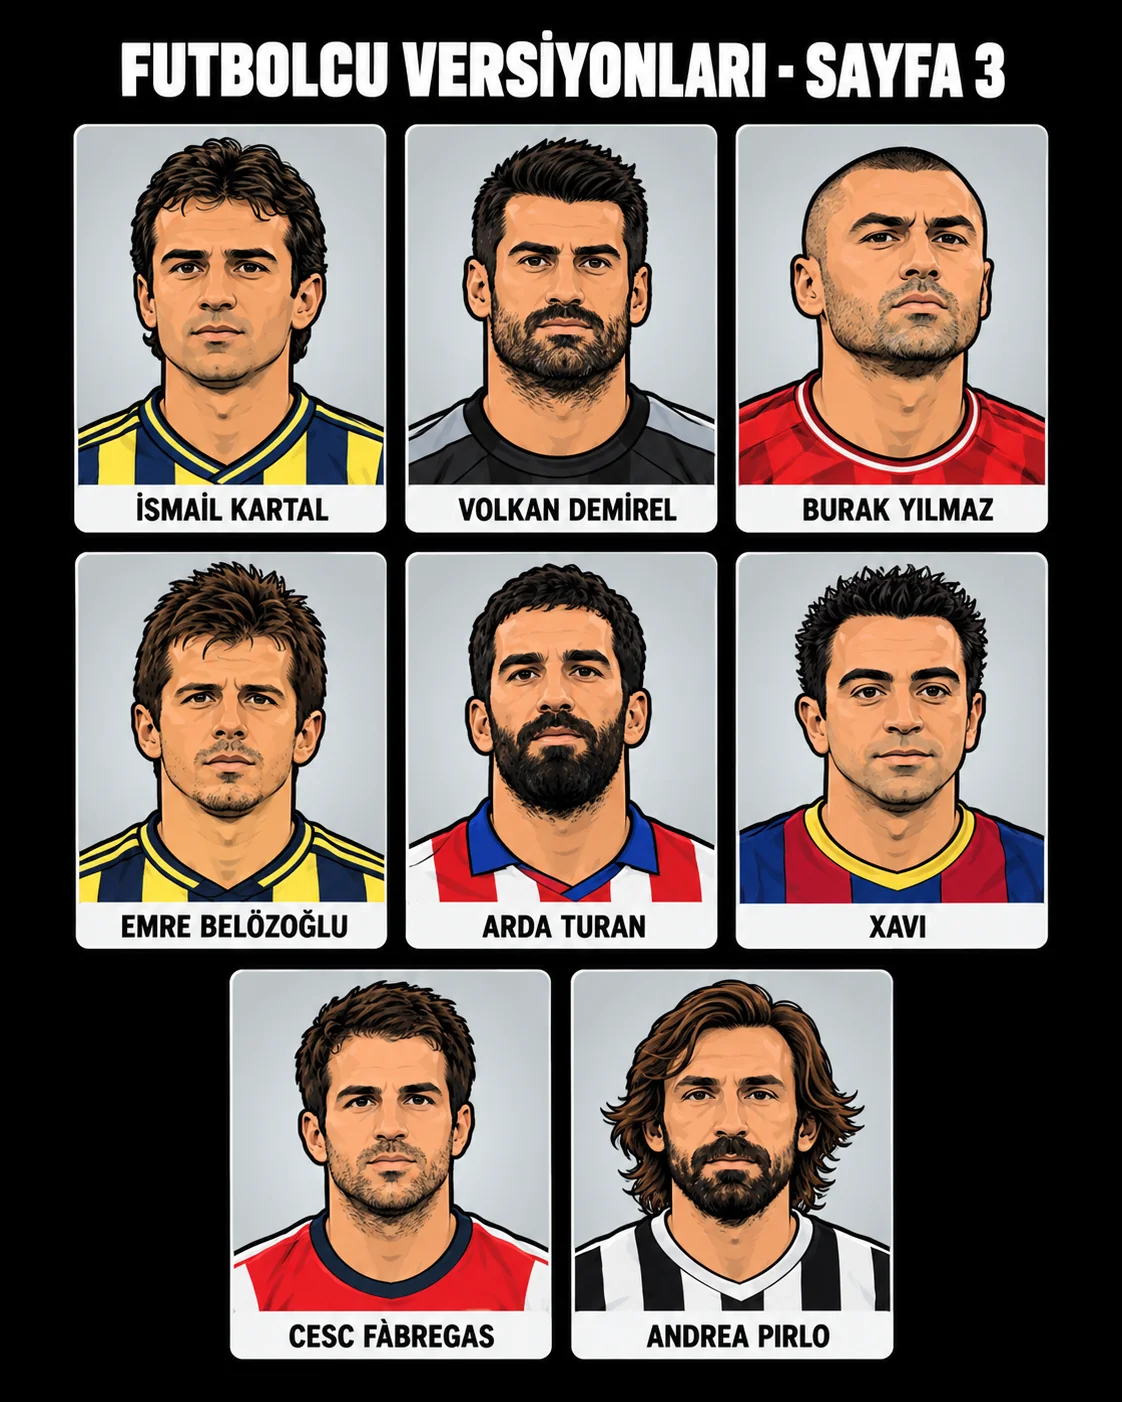 FUTBOLCU VERSİYONLARI - SAYFA 3
İSMAİL KARTAL
VOLKAN DEMİREL
BURAK YILMAZ
EMRE BELÖZOĞLU
ARDA TURAN
XAVI
CESC FÀBREGAS
ANDREA PIRLO